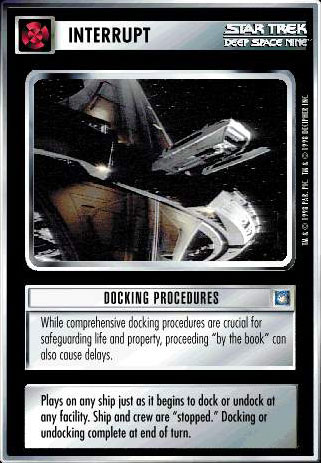 INTERRUPT
STAR TREK
DEEP SPACE NINE
TM & © 1998 PAR. PIC. TM & © 1998 DECIPHER INC.
DOCKING PROCEDURES
While comprehensive docking procedures are crucial for
safeguarding life and property, proceeding "by the book" can
also cause delays.
Plays on any ship just as it begins to dock or undock at
any facility. Ship and crew are "stopped." Docking or
undocking complete at end of turn.